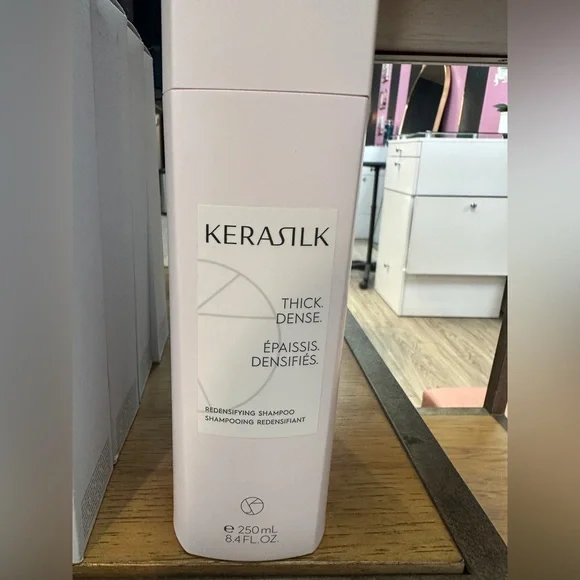 KERASILK
THICK.
DENSE.
ÉPAISSIS.
DENSIFIÉS.
REDENSIFYING SHAMPOO
SHAMPOOING REDENSIFIANT
℮ 250 mL
8.4 FL. OZ.